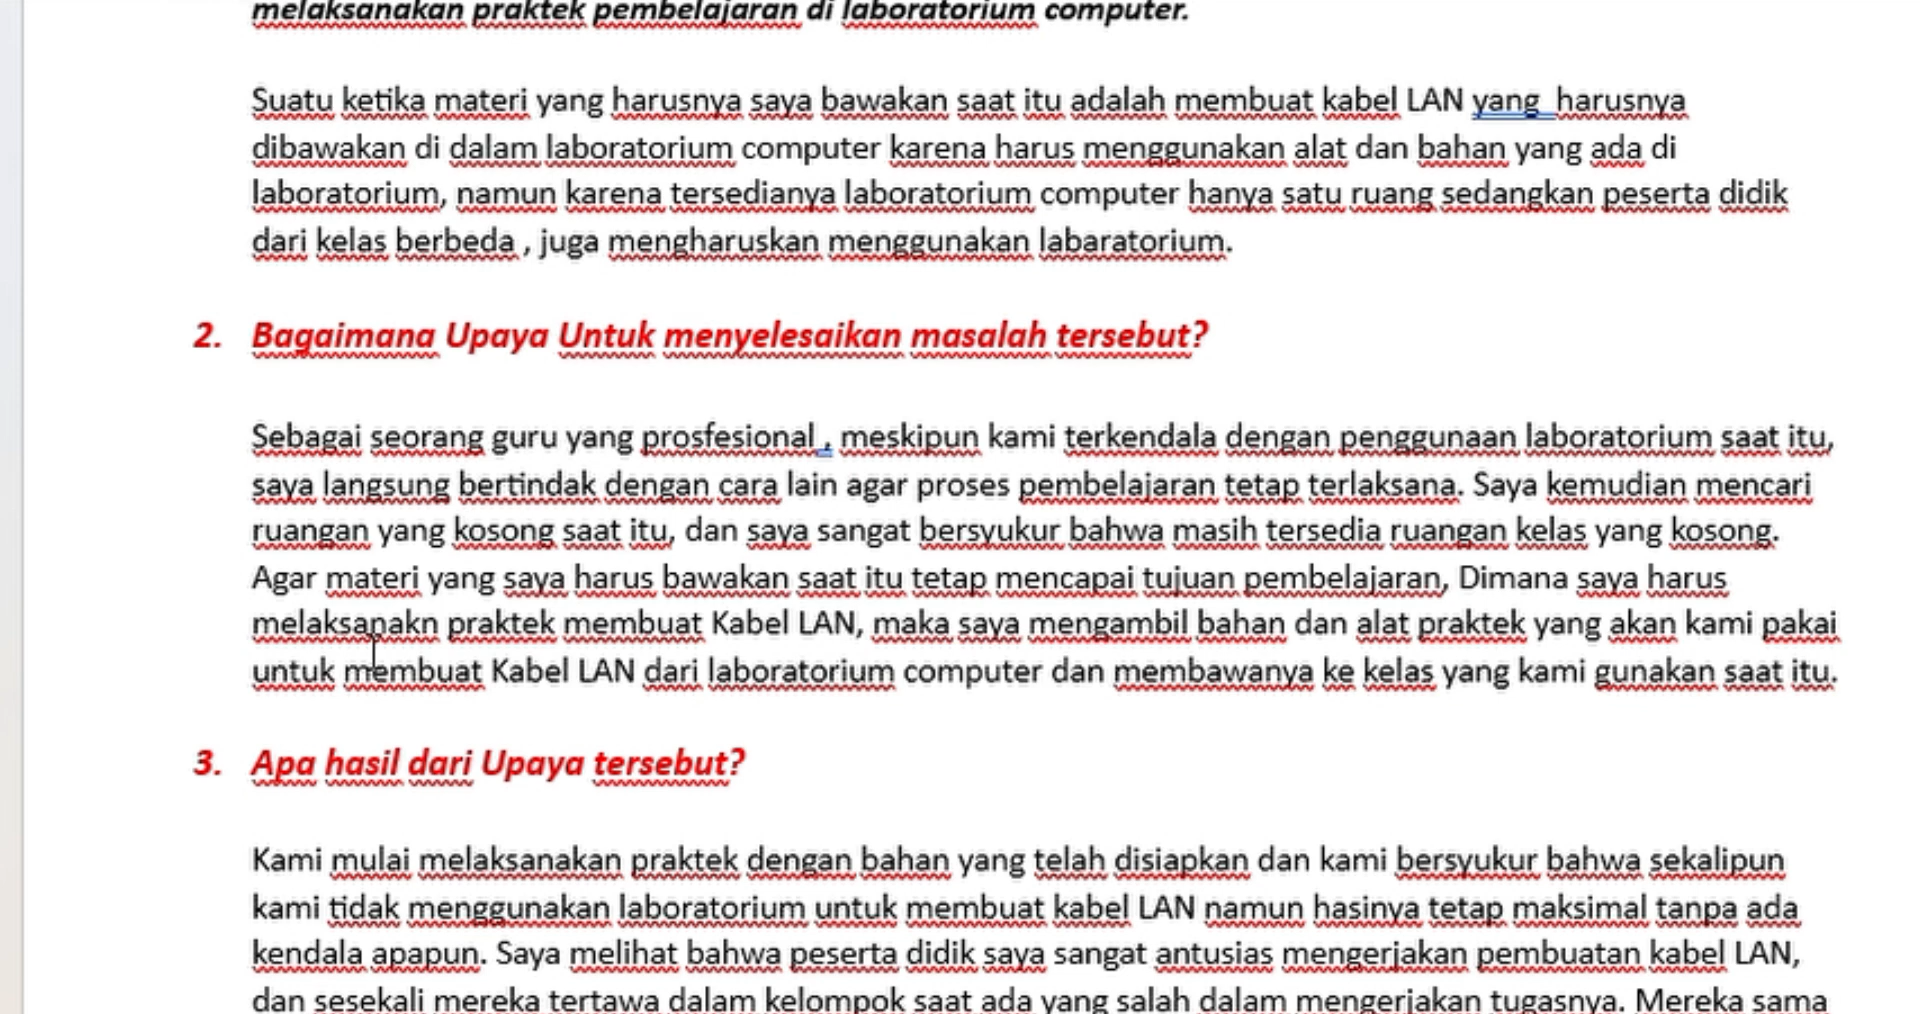 melaksanakan praktek pembelajaran di laboratorium computer.
Suatu ketika materi yang harusnya saya bawakan saat itu adalah membuat kabel LAN yang harusnya
dibawakan di dalam laboratorium computer karena harus menggunakan alat dan bahan yang ada di
laboratorium, namun karena tersedianya laboratorium computer hanya satu ruang sedangkan peserta didik
dari kelas berbeda , juga mengharuskan menggunakan labaratorium.
2. Bagaimana Upaya Untuk menyelesaikan masalah tersebut?
Sebagai seorang guru yang prosfesional , meskipun kami terkendala dengan penggunaan laboratorium saat itu,
saya langsung bertindak dengan cara lain agar proses pembelajaran tetap terlaksana. Saya kemudian mencari
ruangan yang kosong saat itu, dan saya sangat bersyukur bahwa masih tersedia ruangan kelas yang kosong.
Agar materi yang saya harus bawakan saat itu tetap mencapai tujuan pembelajaran, Dimana saya harus
melaksanakn praktek membuat Kabel LAN, maka saya mengambil bahan dan alat praktek yang akan kami pakai
untuk membuat Kabel LAN dari laboratorium computer dan membawanya ke kelas yang kami gunakan saat itu.
3. Apa hasil dari Upaya tersebut?
Kami mulai melaksanakan praktek dengan bahan yang telah disiapkan dan kami bersyukur bahwa sekalipun
kami tidak menggunakan laboratorium untuk membuat kabel LAN namun hasinya tetap maksimal tanpa ada
kendala apapun. Saya melihat bahwa peserta didik saya sangat antusias mengerjakan pembuatan kabel LAN,
dan sesekali mereka tertawa dalam kelompok saat ada yang salah dalam mengerjakan tugasnya. Mereka sama